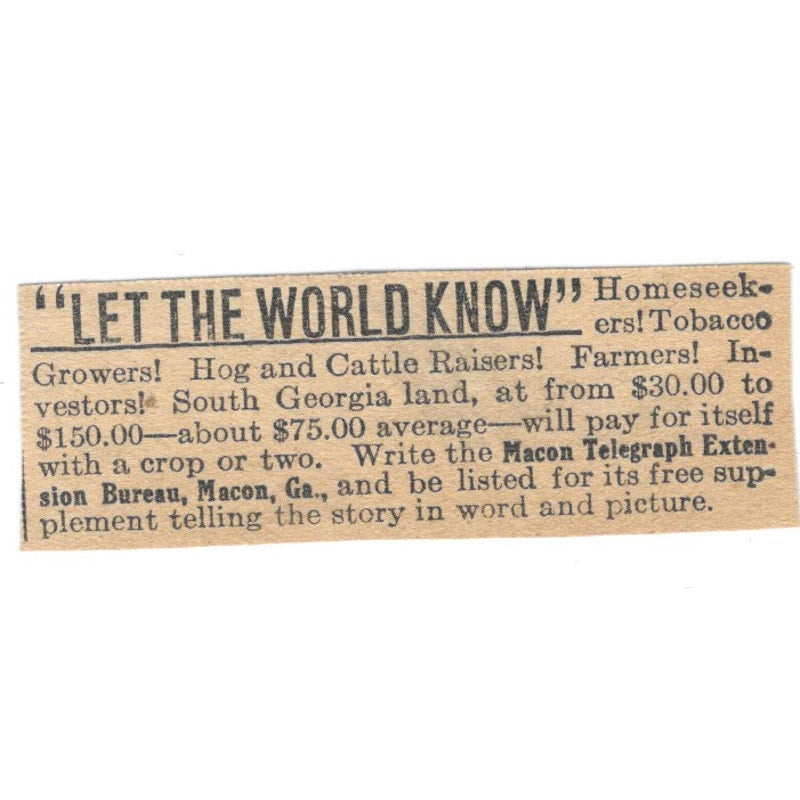 "LET THE WORLD KNOW" Homeseek-
ers! Tobacco
Growers! Hog and Cattle Raisers! Farmers! In-
vestors! South Georgia land, at from $30.00 to
$150.00—about $75.00 average—will pay for itself
with a crop or two. Write the Macon Telegraph Exten-
sion Bureau, Macon, Ga., and be listed for its free sup-
plement telling the story in word and picture.